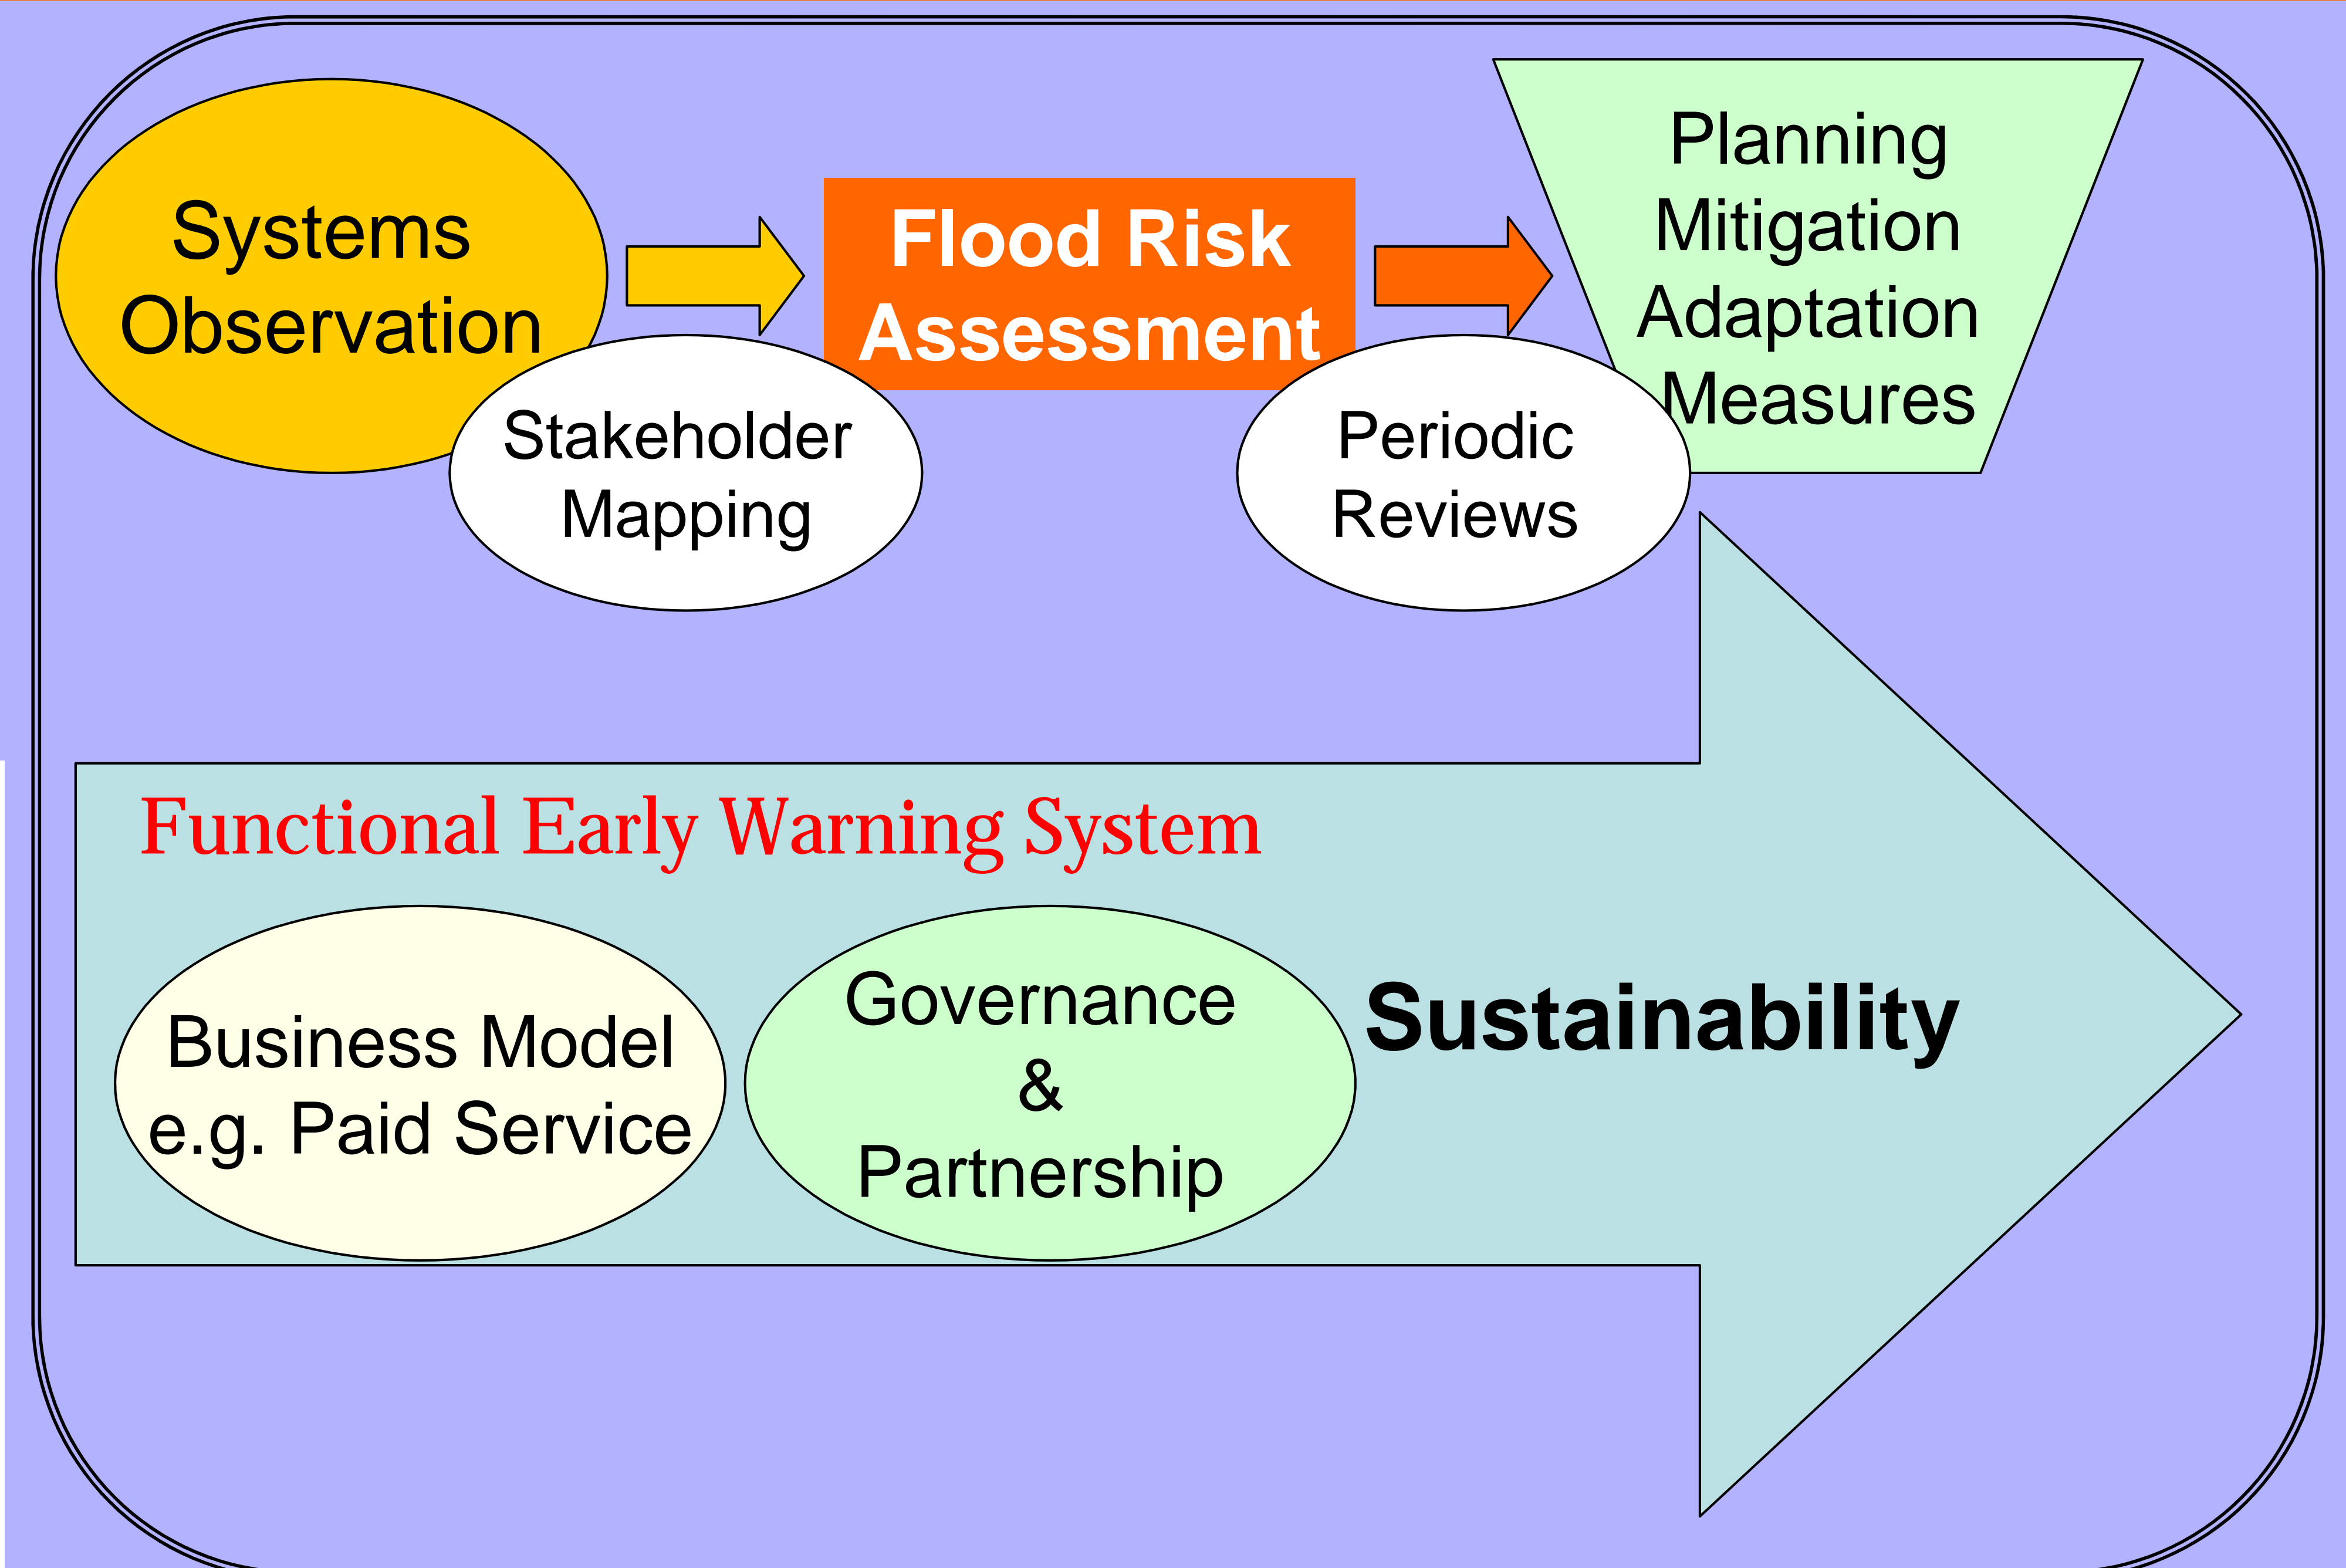 Systems
Observation
Flood Risk
Assessment
Planning
Mitigation
Adaptation
Measures
Stakeholder
Mapping
Periodic
Reviews
Functional Early Warning System
Business Model
e.g. Paid Service
Governance
&
Partnership
Sustainability